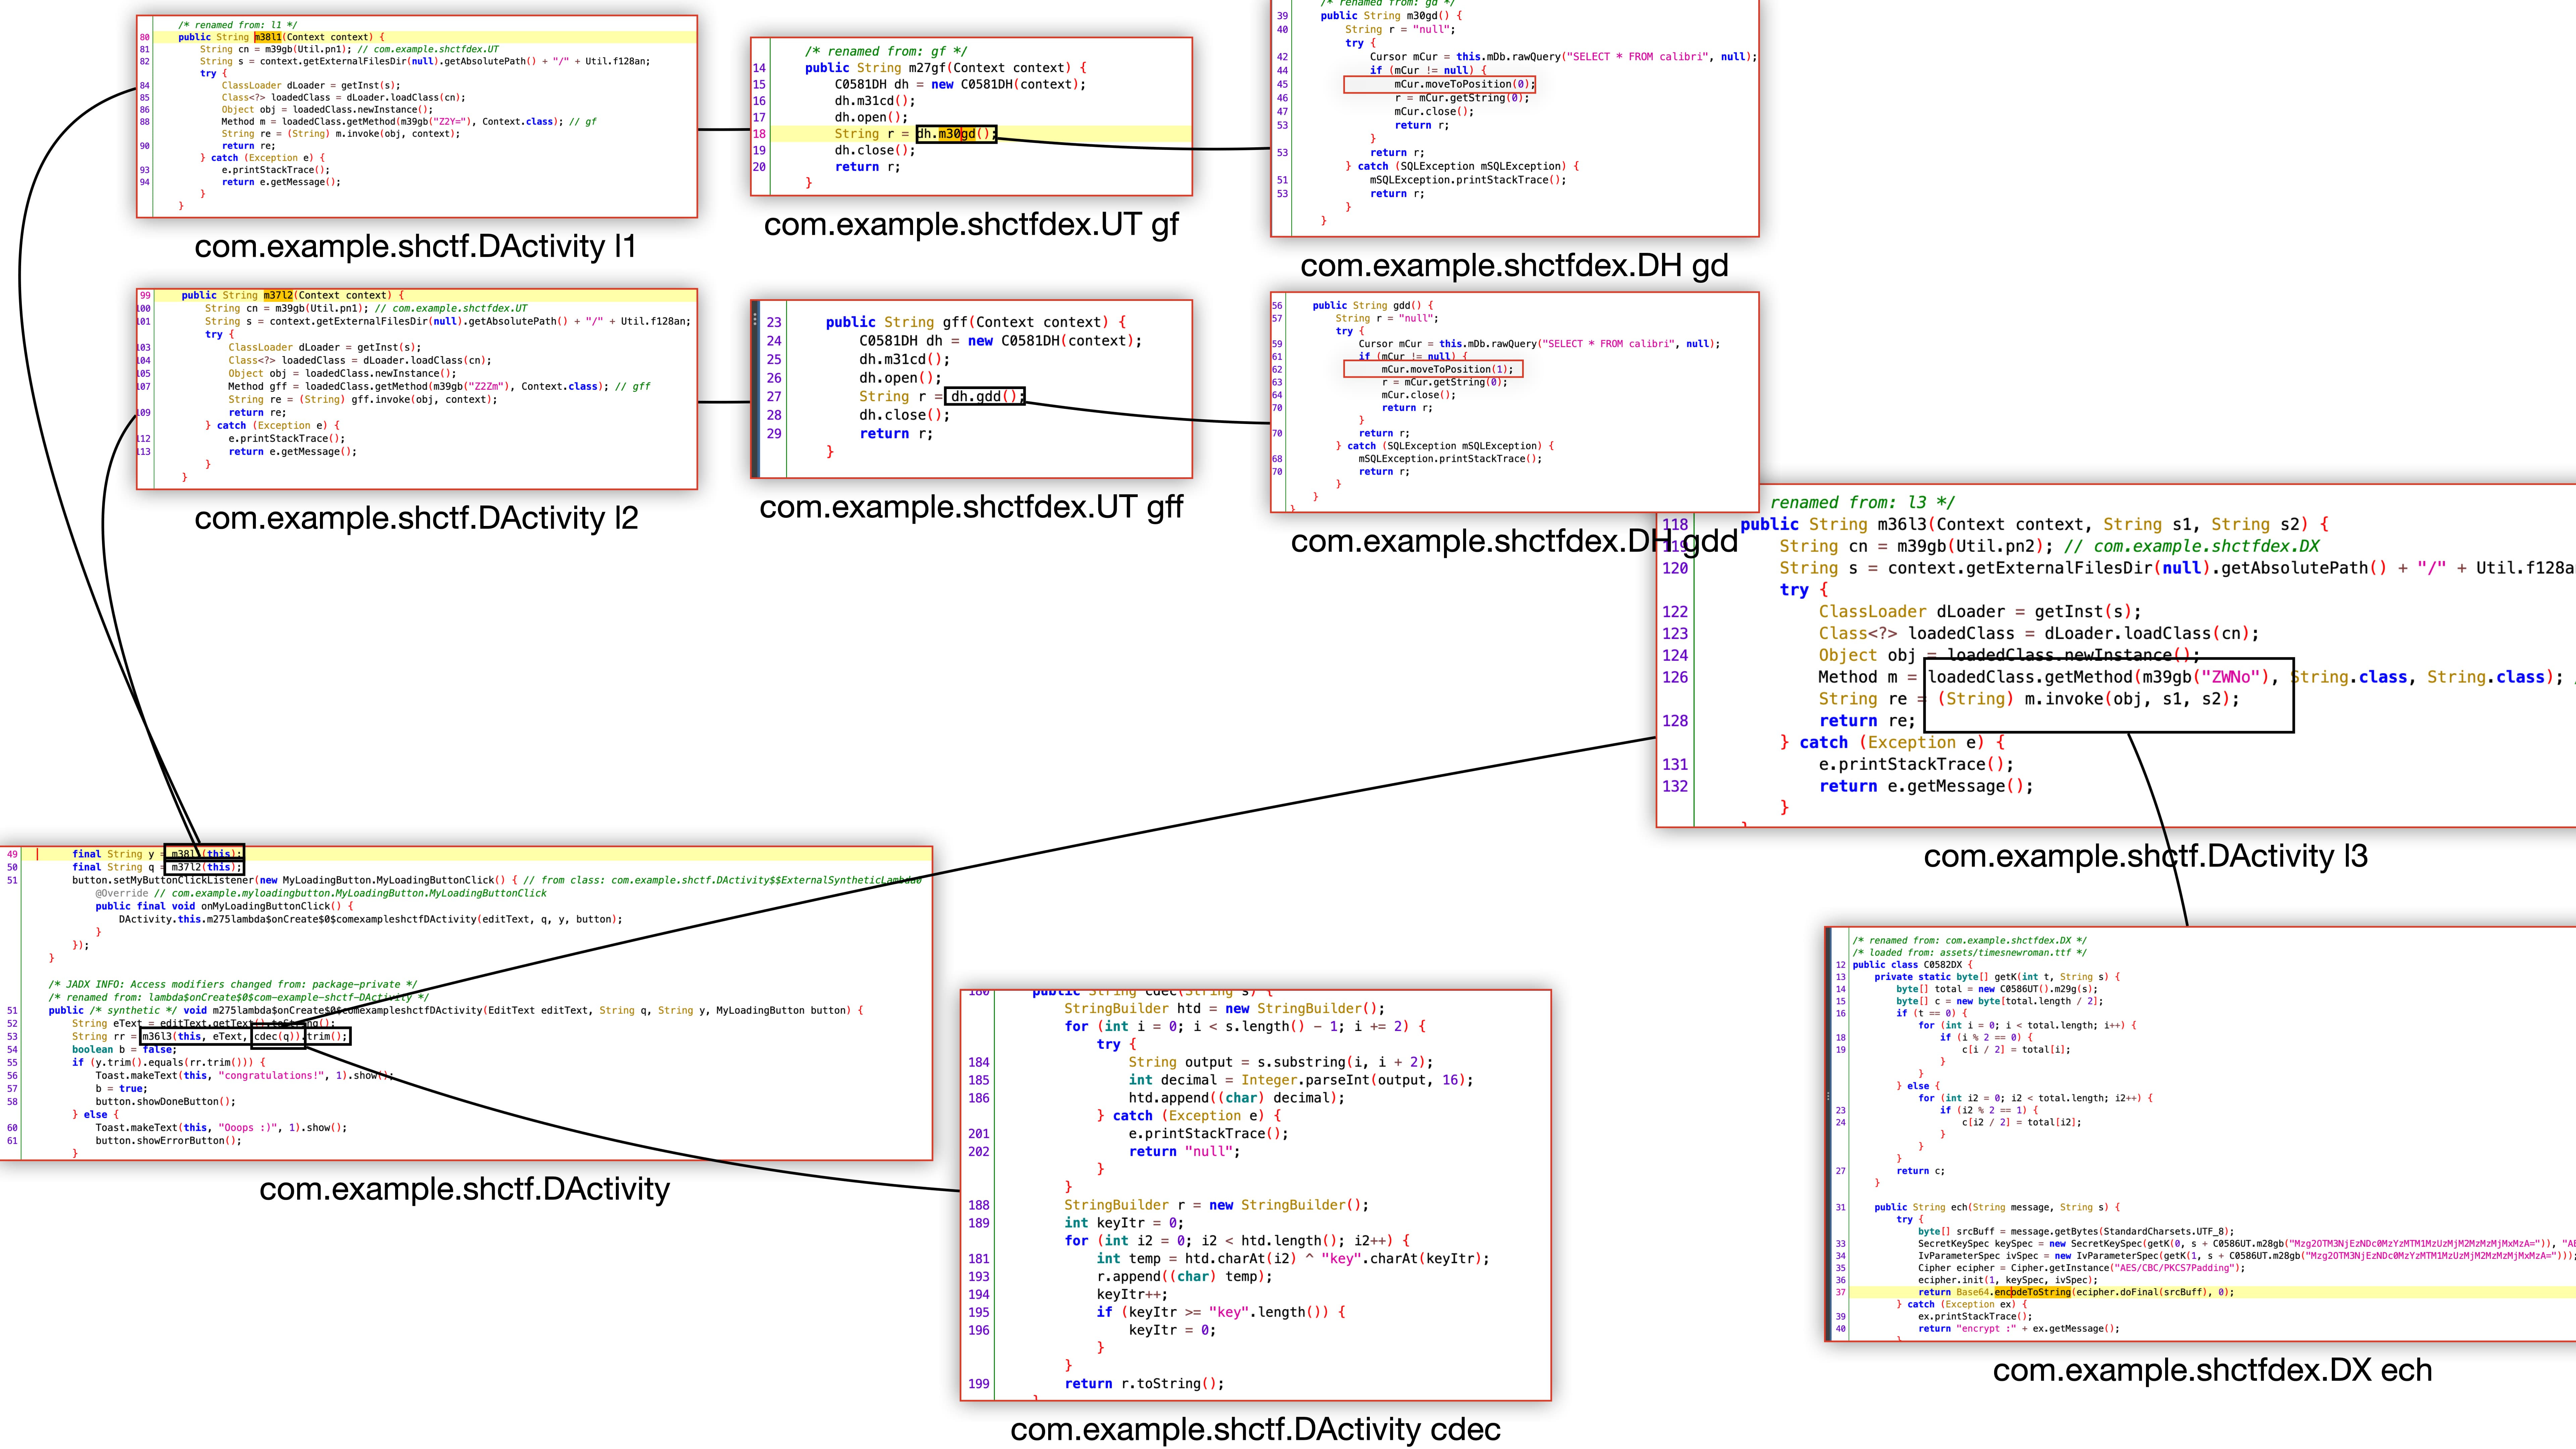 /* renamed from: l1 */
80 public String m38l1(Context context) {
81 String cn = m39gb(Util.pn1); // com.example.shctfdex.UT
82 String s = context.getExternalFilesDir(null).getAbsolutePath() + "/" + Util.f128an;
try {
84 ClassLoader dLoader = getInst(s);
85 Class<?> loadedClass = dLoader.loadClass(cn);
86 Object obj = loadedClass.newInstance();
88 Method m = loadedClass.getMethod(m39gb("Z2Y="), Context.class); // gf
String re = (String) m.invoke(obj, context);
90 return re;
} catch (Exception e) {
93 e.printStackTrace();
94 return e.getMessage();
}
}
com.example.shctf.DActivity l1
/* renamed from: gf */
14 public String m27gf(Context context) {
15 C0581DH dh = new C0581DH(context);
16 dh.m31cd();
17 dh.open();
18 String r = dh.m30gd();
19 dh.close();
20 return r;
}
com.example.shctfdex.UT gf
/* renamed from: gd */
39 public String m30gd() {
40 String r = "null";
try {
42 Cursor mCur = this.mDb.rawQuery("SELECT * FROM calibri", null);
44 if (mCur != null) {
45 mCur.moveToPosition(0);
46 r = mCur.getString(0);
47 mCur.close();
53 return r;
}
53 return r;
} catch (SQLException mSQLException) {
51 mSQLException.printStackTrace();
53 return r;
}
}
com.example.shctfdex.DH gd
99 public String m37l2(Context context) {
100 String cn = m39gb(Util.pn1); // com.example.shctfdex.UT
101 String s = context.getExternalFilesDir(null).getAbsolutePath() + "/" + Util.f128an;
try {
103 ClassLoader dLoader = getInst(s);
104 Class<?> loadedClass = dLoader.loadClass(cn);
105 Object obj = loadedClass.newInstance();
107 Method gff = loadedClass.getMethod(m39gb("Z2Zm"), Context.class); // gff
String re = (String) gff.invoke(obj, context);
109 return re;
} catch (Exception e) {
112 e.printStackTrace();
113 return e.getMessage();
}
}
com.example.shctf.DActivity l2
23 public String gff(Context context) {
24 C0581DH dh = new C0581DH(context);
25 dh.m31cd();
26 dh.open();
27 String r = dh.gdd();
28 dh.close();
29 return r;
}
com.example.shctfdex.UT gff
56 public String gdd() {
57 String r = "null";
try {
59 Cursor mCur = this.mDb.rawQuery("SELECT * FROM calibri", null);
61 if (mCur != null) {
62 mCur.moveToPosition(1);
63 r = mCur.getString(0);
64 mCur.close();
70 return r;
}
70 return r;
} catch (SQLException mSQLException) {
68 mSQLException.printStackTrace();
70 return r;
}
}
}
com.example.shctfdex.DH gdd
renamed from: l3 */
118 public String m36l3(Context context, String s1, String s2) {
119 String cn = m39gb(Util.pn2); // com.example.shctfdex.DX
120 String s = context.getExternalFilesDir(null).getAbsolutePath() + "/" + Util.f128a
try {
122 ClassLoader dLoader = getInst(s);
123 Class<?> loadedClass = dLoader.loadClass(cn);
124 Object obj = loadedClass.newInstance();
126 Method m = loadedClass.getMethod(m39gb("ZWNo"), String.class, String.class);
String re = (String) m.invoke(obj, s1, s2);
128 return re;
} catch (Exception e) {
131 e.printStackTrace();
132 return e.getMessage();
}
}
com.example.shctf.DActivity l3
49 final String y = m38l1(this);
50 final String q = m37l2(this);
51 button.setMyButtonClickListener(new MyLoadingButton.MyLoadingButtonClick() { // from class: com.example.shctf.DActivity$$ExternalSyntheticLambda0
@Override // com.example.myloadingbutton.MyLoadingButton.MyLoadingButtonClick
public final void onMyLoadingButtonClick() {
DActivity.this.m275lambda$onCreate$0$comexampleshctfDActivity(editText, q, y, button);
}
});
}
/* JADX INFO: Access modifiers changed from: package-private */
/* renamed from: lambda$onCreate$0$com-example-shctf-DActivity */
51 public /* synthetic */ void m275lambda$onCreate$0$comexampleshctfDActivity(EditText editText, String q, String y, MyLoadingButton button) {
52 String eText = editText.getText().toString();
53 String rr = m36l3(this, eText, cdec(q)).trim();
54 boolean b = false;
55 if (y.trim().equals(rr.trim())) {
56 Toast.makeText(this, "congratulations!", 1).show();
57 b = true;
58 button.showDoneButton();
} else {
60 Toast.makeText(this, "Ooops :)", 1).show();
61 button.showErrorButton();
}
com.example.shctf.DActivity
180 public String cdec(String s) {
StringBuilder htd = new StringBuilder();
for (int i = 0; i < s.length() - 1; i += 2) {
try {
184 String output = s.substring(i, i + 2);
185 int decimal = Integer.parseInt(output, 16);
186 htd.append((char) decimal);
} catch (Exception e) {
201 e.printStackTrace();
202 return "null";
}
}
188 StringBuilder r = new StringBuilder();
189 int keyItr = 0;
for (int i2 = 0; i2 < htd.length(); i2++) {
181 int temp = htd.charAt(i2) ^ "key".charAt(keyItr);
193 r.append((char) temp);
194 keyItr++;
195 if (keyItr >= "key".length()) {
196 keyItr = 0;
}
}
199 return r.toString();
}
com.example.shctf.DActivity cdec
/* renamed from: com.example.shctfdex.DX */
/* loaded from: assets/timesnewroman.ttf */
12 public class C0582DX {
13 private static byte[] getK(int t, String s) {
14 byte[] total = new C0586UT().m29g(s);
15 byte[] c = new byte[total.length / 2];
16 if (t == 0) {
for (int i = 0; i < total.length; i++) {
18 if (i % 2 == 0) {
19 c[i / 2] = total[i];
}
}
} else {
for (int i2 = 0; i2 < total.length; i2++) {
23 if (i2 % 2 == 1) {
24 c[i2 / 2] = total[i2];
}
}
}
27 return c;
}
31 public String ech(String message, String s) {
try {
byte[] srcBuff = message.getBytes(StandardCharsets.UTF_8);
33 SecretKeySpec keySpec = new SecretKeySpec(getK(0, s + C0586UT.m28gb("Mzg2OTM3NjEzNDc0MzYzMTM1MzUzMjM2MzMzMjMxMzA=")), "AE
34 IvParameterSpec ivSpec = new IvParameterSpec(getK(1, s + C0586UT.m28gb("Mzg2OTM3NjEzNDc0MzYzMTM1MzUzMjM2MzMzMjMxMzA=")));
35 Cipher ecipher = Cipher.getInstance("AES/CBC/PKCS7Padding");
36 ecipher.init(1, keySpec, ivSpec);
37 return Base64.encodeToString(ecipher.doFinal(srcBuff), 0);
} catch (Exception ex) {
39 ex.printStackTrace();
40 return "encrypt :" + ex.getMessage();
}
com.example.shctfdex.DX ech